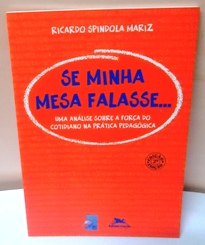 RICARDO SPINDOLA MARIZ
SE MINHA
MESA FALASSE...
UMA ANÁLISE SOBRE A FORÇA DO
COTIDIANO NA PRÁTICA PEDAGÓGICA